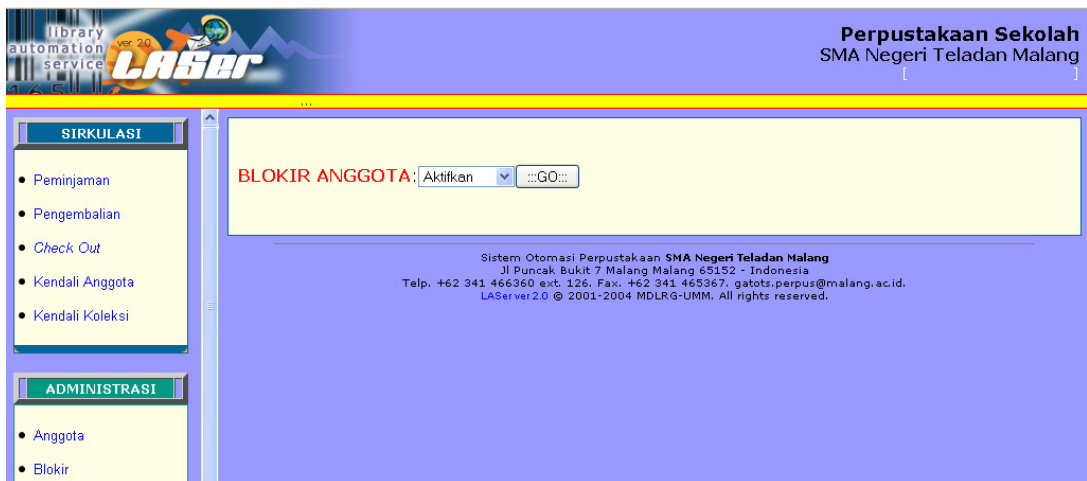 library
automation
service
ver. 2.0
LASer
Perpustakaan Sekolah
SMA Negeri Teladan Malang
[ ]
...
SIRKULASI
• Peminjaman
• Pengembalian
• Check Out
• Kendali Anggota
• Kendali Koleksi
ADMINISTRASI
• Anggota
• Blokir
BLOKIR ANGGOTA: Aktifkan :::GO:::
Sistem Otomasi Perpustakaan SMA Negeri Teladan Malang
Jl Puncak Bukit 7 Malang Malang 65152 - Indonesia
Telp. +62 341 466360 ext. 126. Fax. +62 341 465367. gatots.perpus@malang.ac.id.
LASer ver 2.0 © 2001-2004 MDLRG-UMM. All rights reserved.